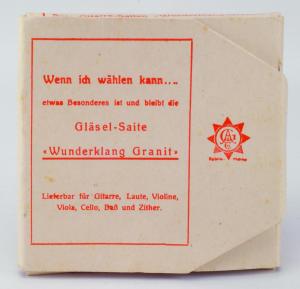 Wenn ich wählen kann....
etwas Besonderes ist und bleibt die
Gläsel-Saite
«Wunderklang Granit»
Lieferbar für Gitarre, Laute, Violine,
Viola, Cello, Baß und Zither.